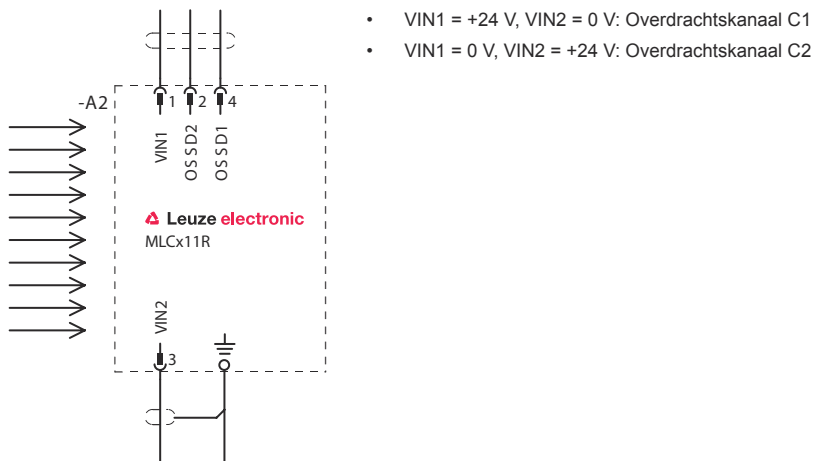 • VIN1 = +24 V, VIN2 = 0 V: Overdrachtskanaal C1
• VIN1 = 0 V, VIN2 = +24 V: Overdrachtskanaal C2
-A2
1 2 4
VIN1
OSSD2
OSSD1
Leuze electronic
MLCx11R
VIN2
3